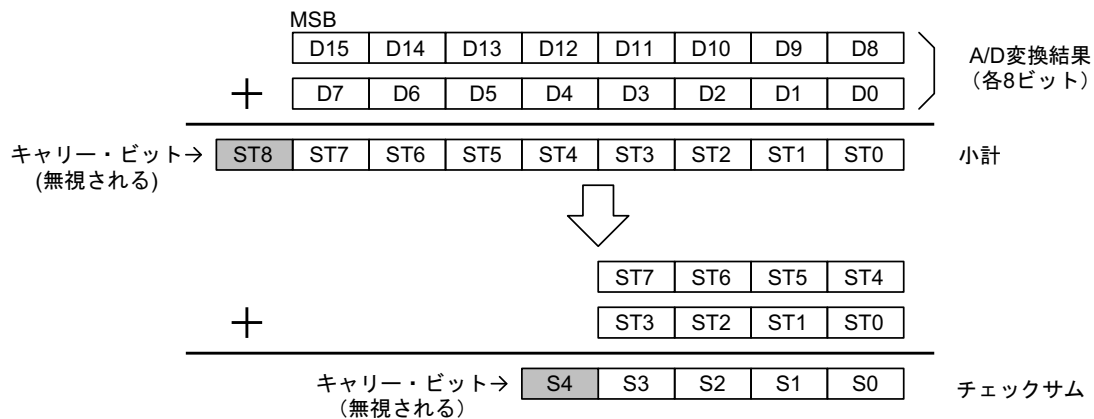 MSB
D15 D14 D13 D12 D11 D10 D9 D8
A/D変換結果
（各8ビット）
+ D7 D6 D5 D4 D3 D2 D1 D0
キャリー・ビット→ ST8 ST7 ST6 ST5 ST4 ST3 ST2 ST1 ST0 小計
(無視される)
ST7 ST6 ST5 ST4
+ ST3 ST2 ST1 ST0
キャリー・ビット→ S4 S3 S2 S1 S0 チェックサム
（無視される）